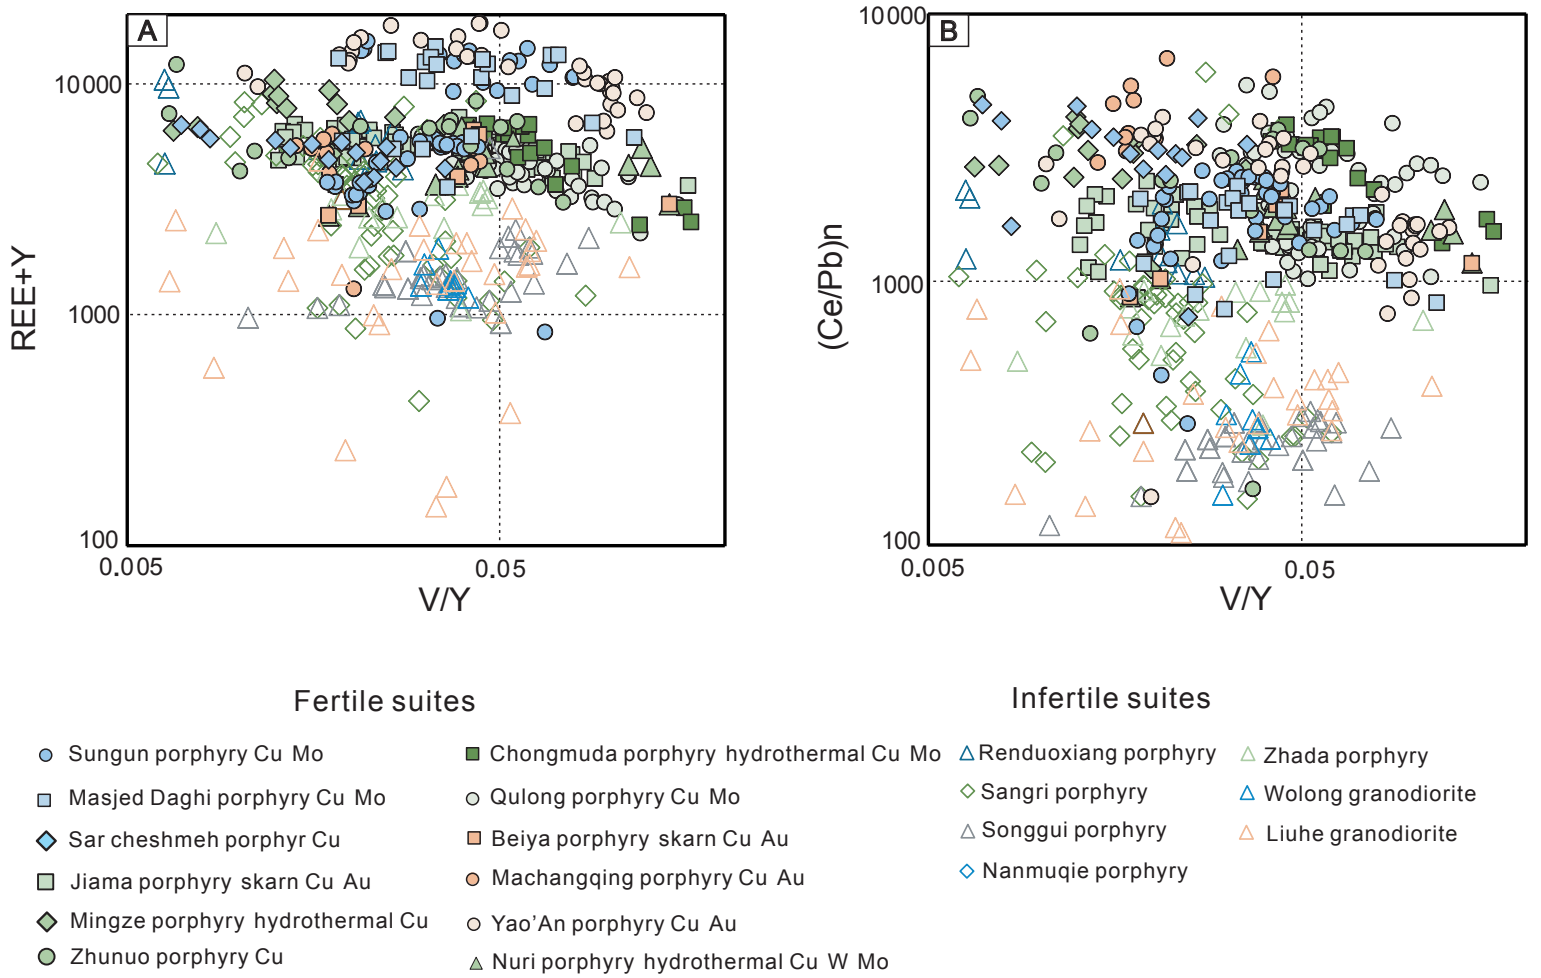 A
10000
1000
100
REE+Y
0.005
0.05
V/Y
B
10000
1000
100
(Ce/Pb)n
0.005
0.05
V/Y
Fertile suites
Infertile suites
Sungun porphyry Cu Mo
Masjed Daghi porphyry Cu Mo
Sar cheshmeh porphyr Cu
Jiama porphyry skarn Cu Au
Mingze porphyry hydrothermal Cu
Zhunuo porphyry Cu
Chongmuda porphyry hydrothermal Cu Mo
Qulong porphyry Cu Mo
Beiya porphyry skarn Cu Au
Machangqing porphyry Cu Au
Yao'An porphyry Cu Au
Nuri porphyry hydrothermal Cu W Mo
Renduoxiang porphyry
Sangri porphyry
Songgui porphyry
Nanmuqie porphyry
Zhada porphyry
Wolong granodiorite
Liuhe granodiorite